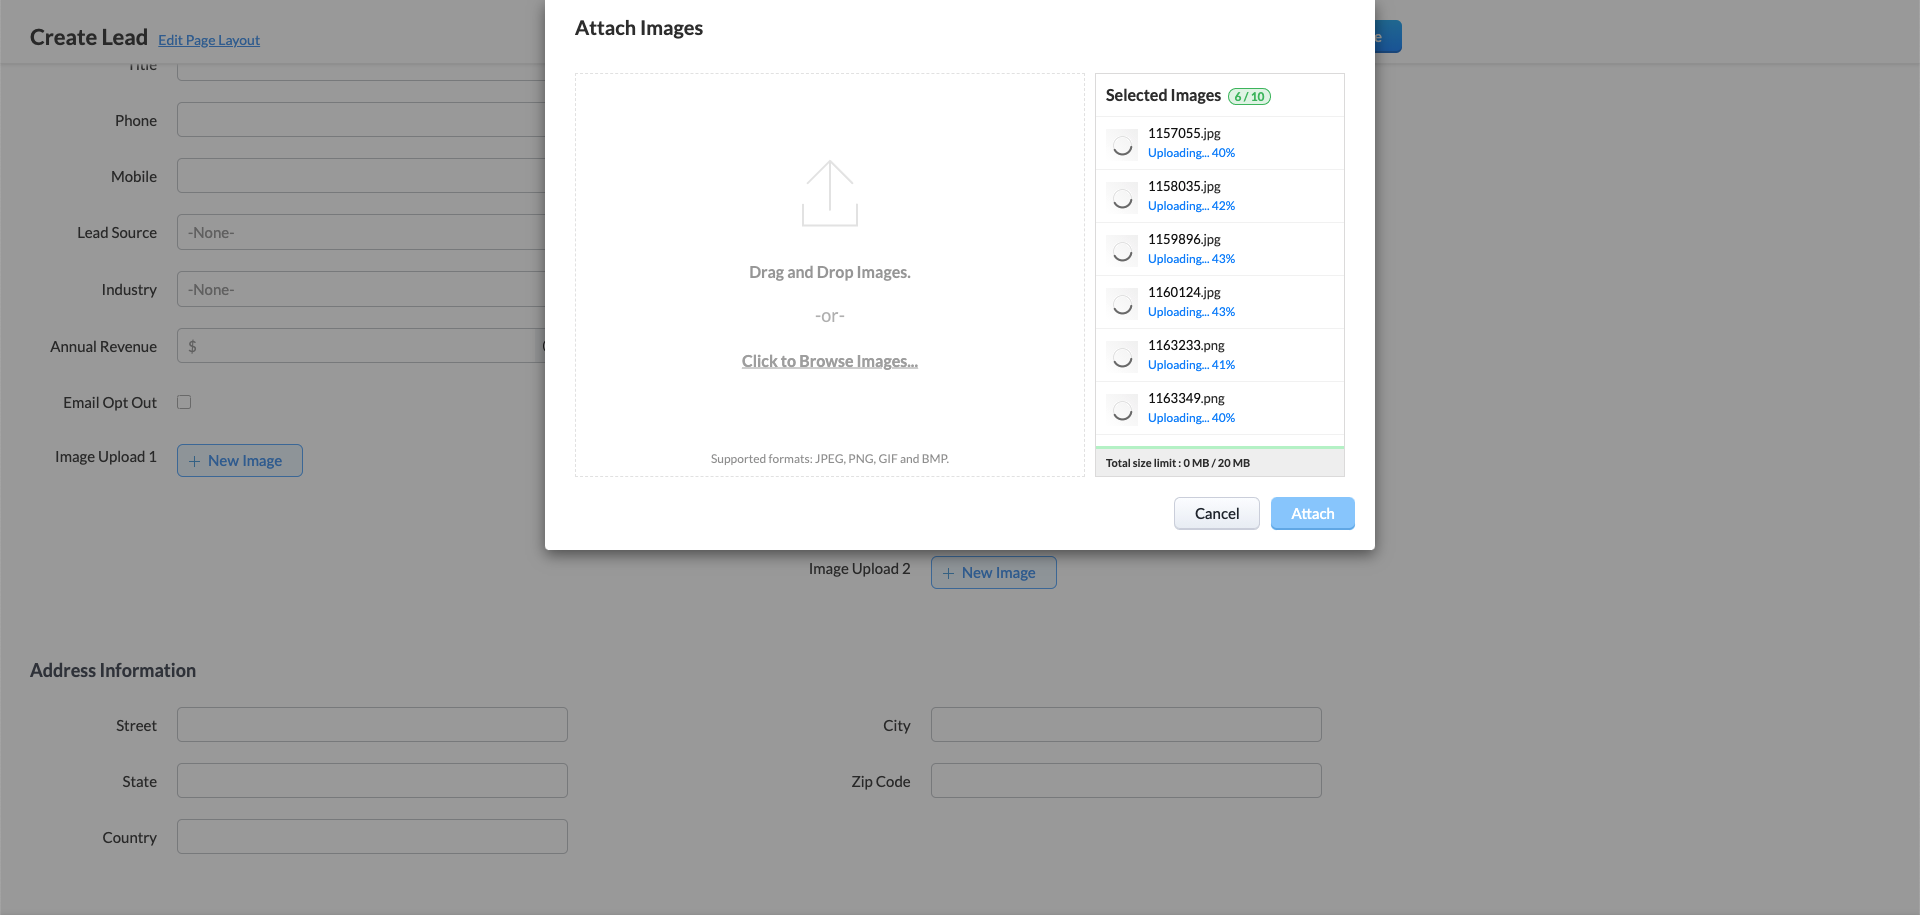 Create Lead Edit Page Layout
Title
Phone
Mobile
Lead Source -None-
Industry -None-
Annual Revenue $
Email Opt Out
Image Upload 1 + New Image
Attach Images
Drag and Drop Images.
-or-
Click to Browse Images...
Supported formats: JPEG, PNG, GIF and BMP.
Selected Images 6 / 10
1157055.jpg
Uploading... 40%
1158035.jpg
Uploading... 42%
1159896.jpg
Uploading... 43%
1160124.jpg
Uploading... 43%
1163233.png
Uploading... 41%
1163349.png
Uploading... 40%
Total size limit : 0 MB / 20 MB
Cancel Attach
Image Upload 2 + New Image
Address Information
Street City
State Zip Code
Country